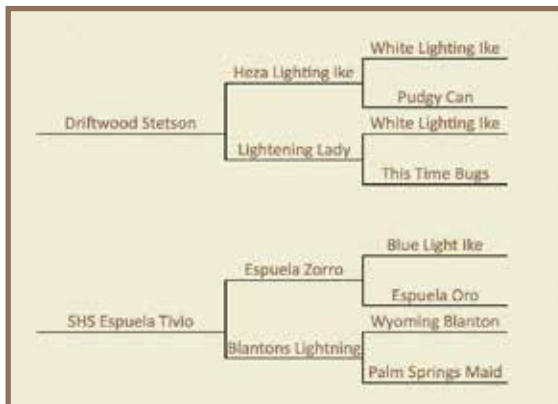 White Lighting Ike
Heza Lighting Ike
Pudgy Can
Driftwood Stetson
White Lighting Ike
Lightening Lady
This Time Bugs
Blue Light Ike
Espuela Zorro
Espuela Oro
SHS Espuela Tivio
Wyoming Blanton
Blantons Lightning
Palm Springs Maid